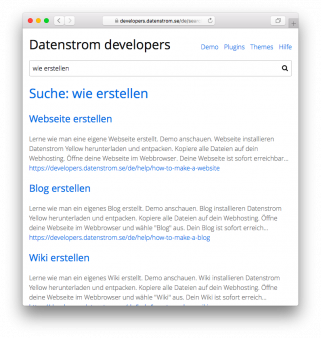 developers.datenstrom.se/de/sear
Datenstrom developers
Demo Plugins Themes Hilfe
wie erstellen
Suche: wie erstellen
Webseite erstellen
Lerne wie man eine eigene Webseite erstellt. Demo anschauen. Webseite installieren
Datenstrom Yellow herunterladen und entpacken. Kopiere alle Dateien auf dein
Webhosting. Öffne deine Webseite im Webbrowser. Deine Webseite ist sofort erreichbar...
https://developers.datenstrom.se/de/help/how-to-make-a-website
Blog erstellen
Lerne wie man ein eigenes Blog erstellt. Demo anschauen. Blog installieren Datenstrom
Yellow herunterladen und entpacken. Kopiere alle Dateien auf dein Webhosting. Öffne
deine Webseite im Webbrowser und wähle "Blog" aus. Dein Blog ist sofort erreich...
https://developers.datenstrom.se/de/help/how-to-make-a-blog
Wiki erstellen
Lerne wie man ein eigenes Wiki erstellt. Demo anschauen. Wiki installieren Datenstrom
Yellow herunterladen und entpacken. Kopiere alle Dateien auf dein Webhosting. Öffne
deine Webseite im Webbrowser und wähle "Wiki" aus. Dein Wiki ist sofort erreich...